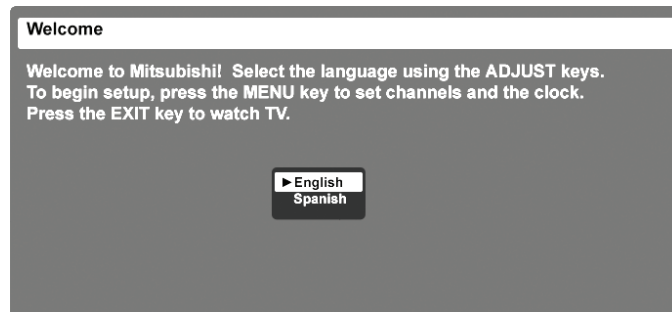 Welcome
Welcome to Mitsubishi! Select the language using the ADJUST keys.
To begin setup, press the MENU key to set channels and the clock.
Press the EXIT key to watch TV.
►English
Spanish